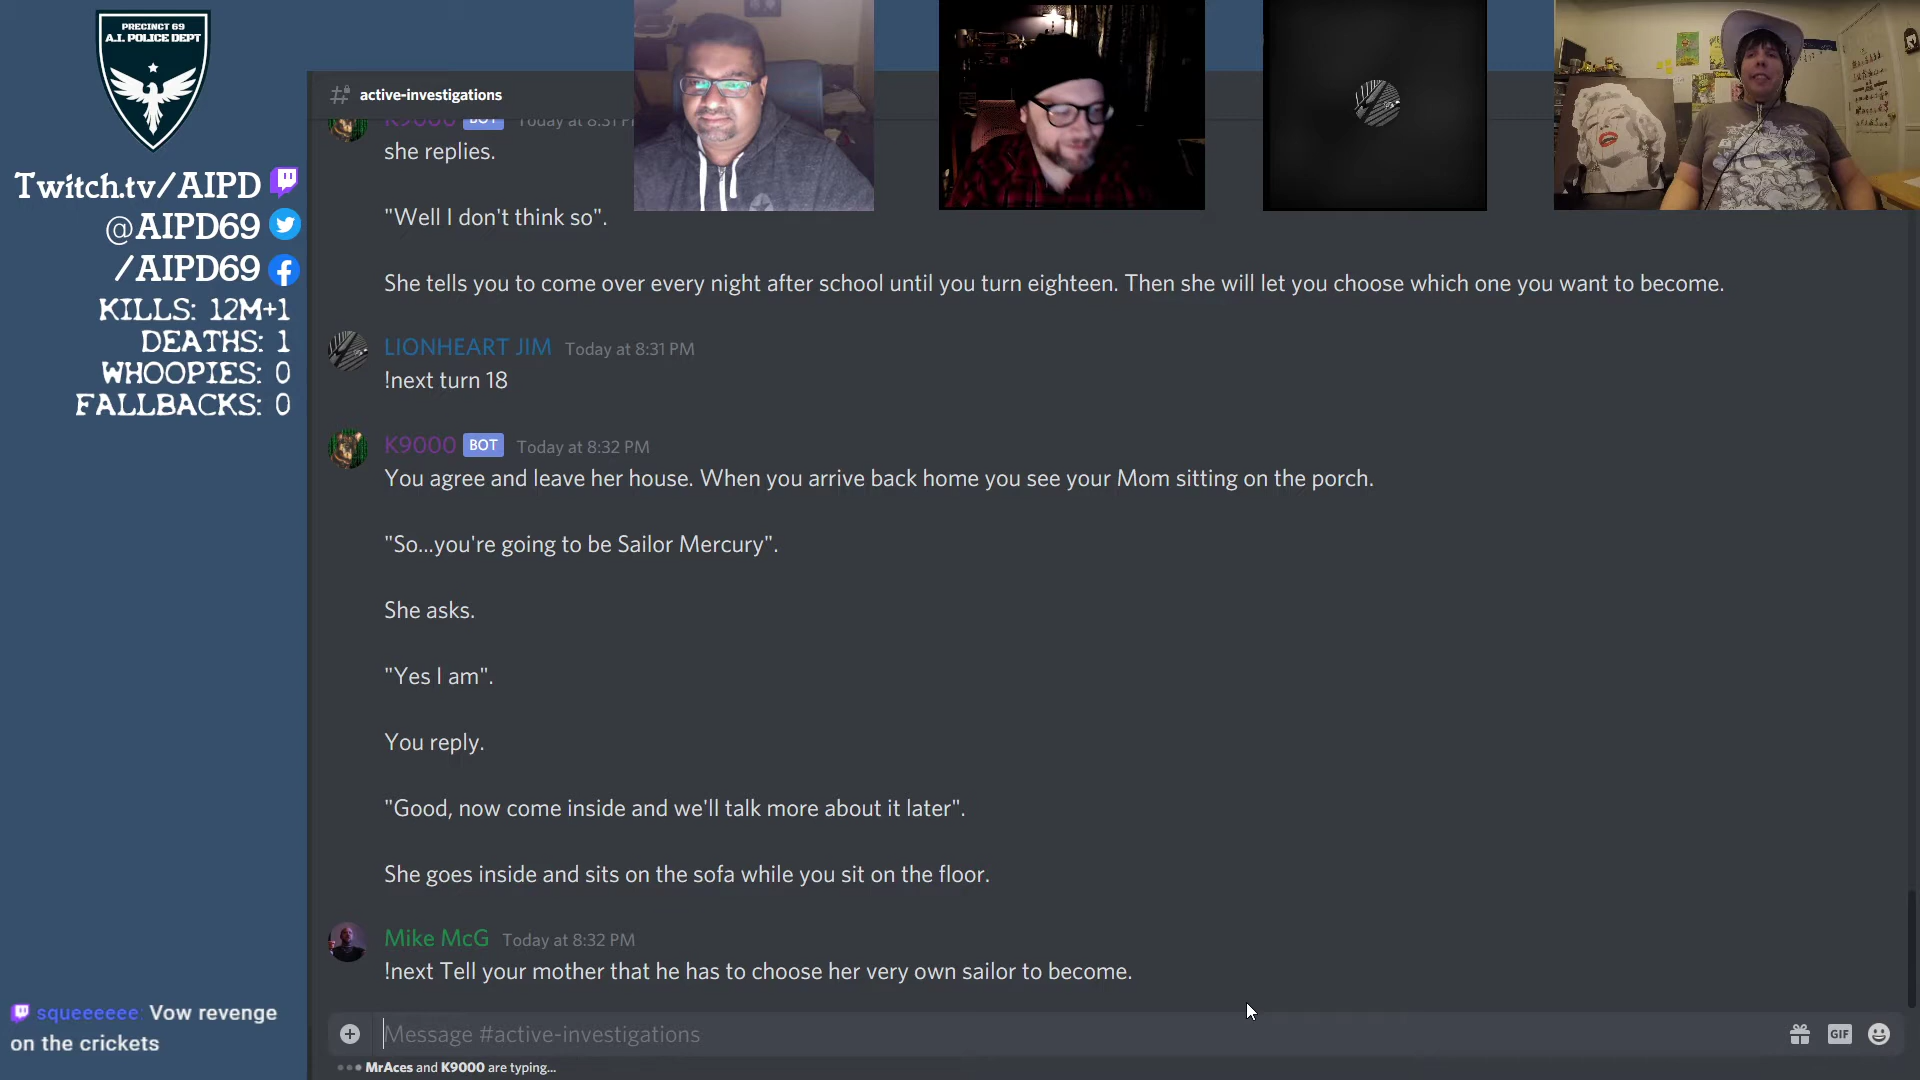 PRECINCT 69
A.I. POLICE DEPT
Twitch.tv/AIPD
@AIPD69
/AIPD69
KILLS: 12M+1
DEATHS: 1
WHOOPIES: 0
FALLBACKS: 0
squeeeeee: Vow revenge
on the crickets
active-investigations
K9000 BOT Today at 8:31 P
she replies.
"Well I don't think so".
She tells you to come over every night after school until you turn eighteen. Then she will let you choose which one you want to become.
LIONHEART JIM Today at 8:31 PM
!next turn 18
K9000 BOT Today at 8:32 PM
You agree and leave her house. When you arrive back home you see your Mom sitting on the porch.
"So...you're going to be Sailor Mercury".
She asks.
"Yes I am".
You reply.
"Good, now come inside and we'll talk more about it later".
She goes inside and sits on the sofa while you sit on the floor.
Mike McG Today at 8:32 PM
!next Tell your mother that he has to choose her very own sailor to become.
Message #active-investigations
GIF
MrAces and K9000 are typing...